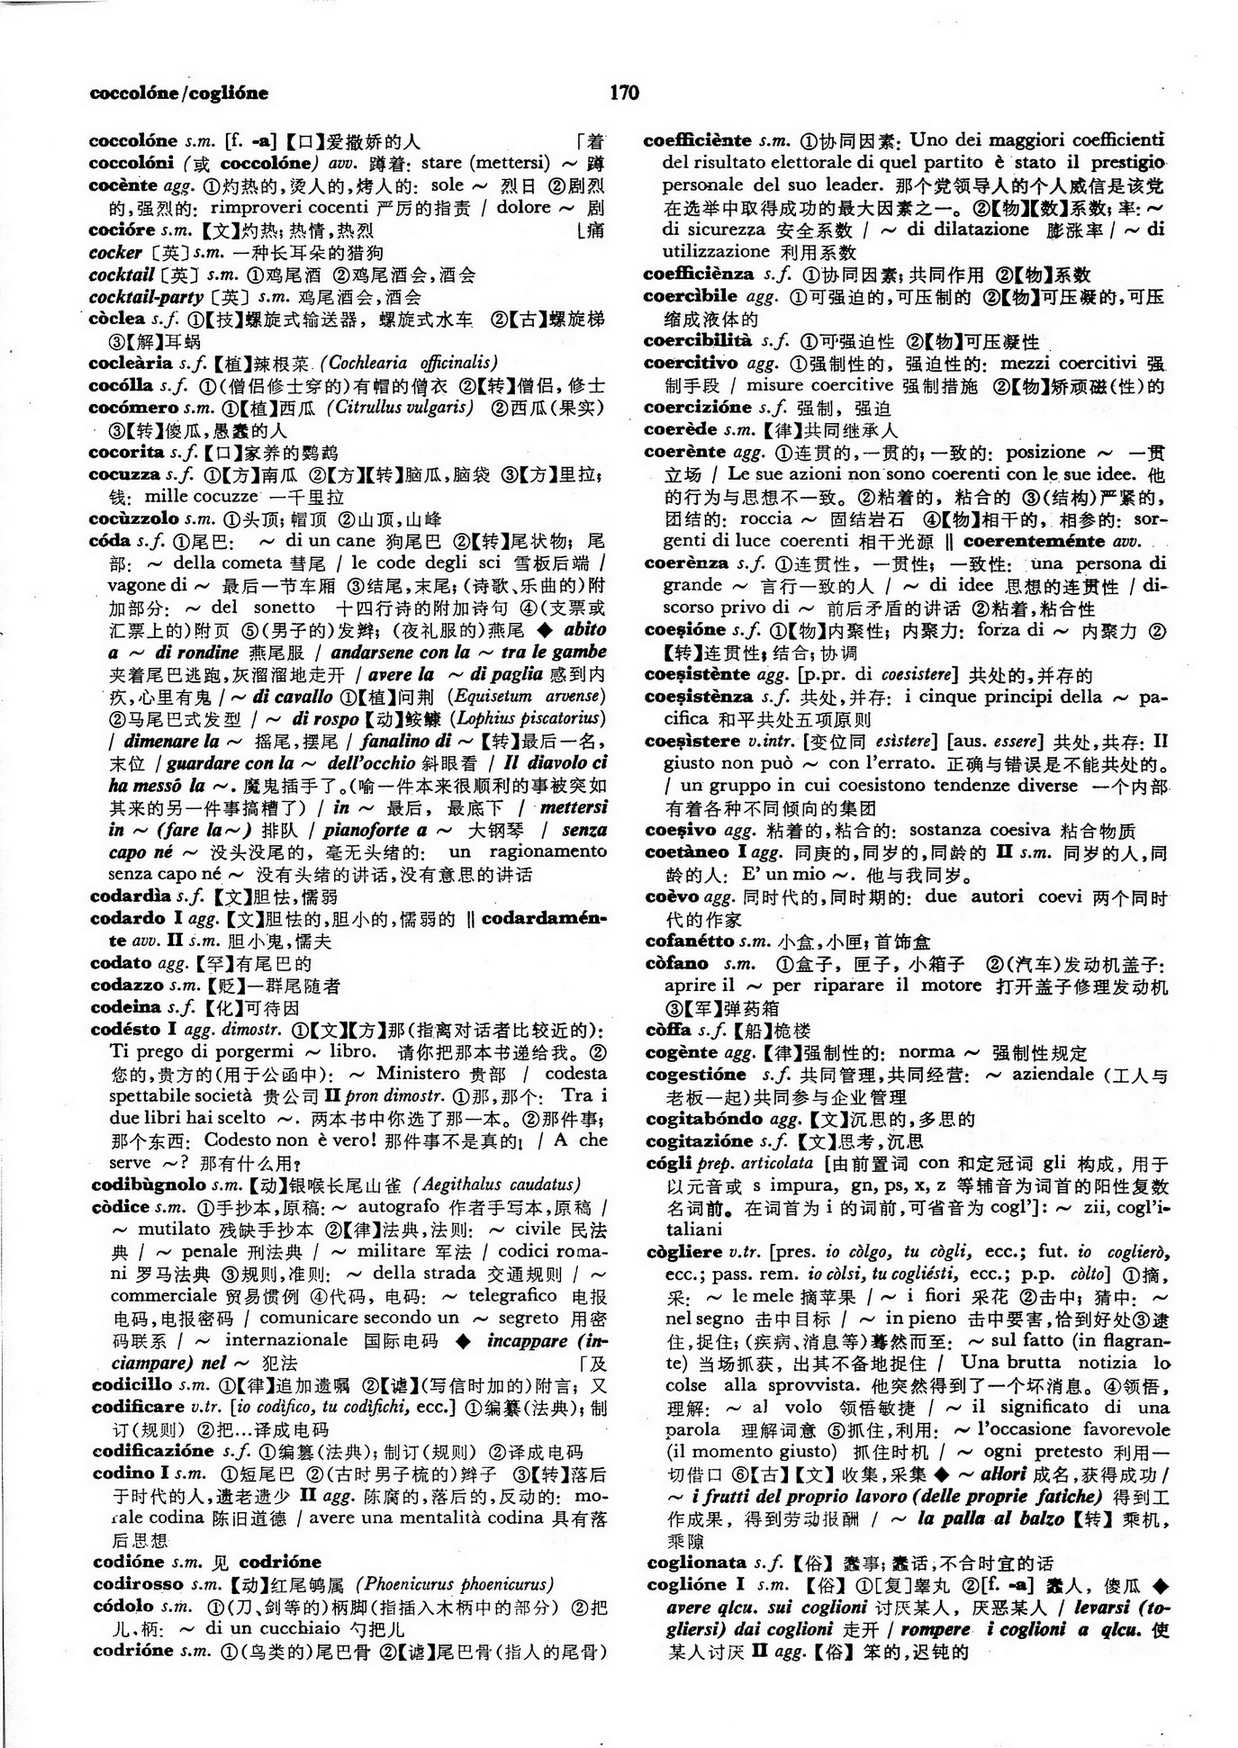 coccolóne/coglióne
170
coccolóne s.m. [f. -a]【口】爱撒娇的人 「着
coccolóni (或 coccolóne) avv. 蹲着: stare (mettersi) ~ 蹲
cocènte agg. ①灼热的,烫人的,烤人的: sole ~ 烈日 ②剧烈
的,强烈的: rimproveri cocenti 严厉的指责 / dolore ~ 剧
cocióre s.m.【文】灼热;热情,热烈 ⌊痛
cocker〔英〕s.m. 一种长耳朵的猎狗
cocktail〔英〕s.m. ①鸡尾酒 ②鸡尾酒会,酒会
cocktail-party〔英〕s.m. 鸡尾酒会,酒会
còclea s.f. ①【技】螺旋式输送器, 螺旋式水车 ②【古】螺旋梯
③【解】耳蜗
cocleària s.f.【植】辣根菜 (Cochlearia officinalis)
cocólla s.f. ①(僧侣修士穿的)有帽的僧衣 ②【转】僧侣,修士
cocómero s.m. ①【植】西瓜 (Citrullus vulgaris) ②西瓜(果实)
③【转】傻瓜,愚蠢的人
cocorita s.f.【口】家养的鹦鹉
cocuzza s.f. ①【方】南瓜 ②【方】【转】脑瓜,脑袋 ③【方】里拉;
钱: mille cocuzze 一千里拉
cocùzzolo s.m. ①头顶;帽顶 ②山顶,山峰
códa s.f. ①尾巴: ~ di un cane 狗尾巴 ②【转】尾状物; 尾
部: ~ della cometa 彗尾 / le code degli sci 雪板后端 /
vagone di ~ 最后一节车厢 ③结尾,末尾;(诗歌、乐曲的)附
加部分: ~ del sonetto 十四行诗的附加诗句 ④(支票或
汇票上的)附页 ⑤(男子的)发辫; (夜礼服的)燕尾 ◆ abito
a ~ di rondine 燕尾服 / andarsene con la ~ tra le gambe
夹着尾巴逃跑,灰溜溜地走开 / avere la ~ di paglia 感到内
疚,心里有鬼 / ~ di cavallo ①【植】问荆 (Equisetum arvense)
②马尾巴式发型 / ~ di rospo【动】鮟鱇 (Lophius piscatorius)
/ dimenare la ~ 摇尾,摆尾 / fanalino di ~【转】最后一名,
末位 / guardare con la ~ dell'occhio 斜眼看 / Il diavolo ci
ha messó la ~. 魔鬼插手了。(喻一件本来很顺利的事被突如
其来的另一件事搞糟了) / in ~ 最后, 最底下 / mettersi
in ~ (fare la~) 排队 / pianoforte a ~ 大钢琴 / senza
capo né ~ 没头没尾的, 毫无头绪的: un ragionamento
senza capo né ~ 没有头绪的讲话,没有意思的讲话
codardìa s.f.【文】胆怯,懦弱
codardo I agg.【文】胆怯的,胆小的,懦弱的 ‖ codardamén-
te avv. II s.m. 胆小鬼,懦夫
codato agg.【罕】有尾巴的
codazzo s.m.【贬】一群尾随者
codeina s.f.【化】可待因
codésto I agg. dimostr. ①【文】【方】那(指离对话者比较近的):
Ti prego di porgermi ~ libro. 请你把那本书递给我。②
您的,贵方的(用于公函中): ~ Ministero 贵部 / codesta
spettabile società 贵公司 II pron dimostr. ①那,那个: Tra i
due libri hai scelto ~. 两本书中你选了那一本。②那件事;
那个东西: Codesto non è vero! 那件事不是真的! / A che
serve ~? 那有什么用?
codibùgnolo s.m.【动】银喉长尾山雀 (Aegithalus caudatus)
còdice s.m. ①手抄本,原稿: ~ autografo 作者手写本,原稿 /
~ mutilato 残缺手抄本 ②【律】法典,法则: ~ civile 民法
典 / ~ penale 刑法典 / ~ militare 军法 / codici roma-
ni 罗马法典 ③规则,准则: ~ della strada 交通规则 / ~
commerciale 贸易惯例 ④代码, 电码: ~ telegrafico 电报
电码,电报密码 / comunicare secondo un ~ segreto 用密
码联系 / ~ internazionale 国际电码 ◆ incappare (in-
ciampare) nel ~ 犯法 「及
codicillo s.m. ①【律】追加遗嘱 ②【谑】(写信时加的)附言; 又
codificare v.tr. [io codìfico, tu codìfichi, ecc.] ①编纂(法典);制
订(规则) ②把…译成电码
codificazióne s.f. ①编纂(法典);制订(规则) ②译成电码
codino I s.m. ①短尾巴 ②(古时男子梳的)辫子 ③【转】落后
于时代的人,遗老遗少 II agg. 陈腐的,落后的,反动的: mo-
rale codina 陈旧道德 / avere una mentalità codina 具有落
后思想
codióne s.m. 见 codrióne
codirosso s.m.【动】红尾鸲属 (Phoenicurus phoenicurus)
códolo s.m. ①(刀、剑等的)柄脚(指插入木柄中的部分) ②把
儿,柄: ~ di un cucchiaio 勺把儿
codrióne s.m. ①(鸟类的)尾巴骨 ②【谑】尾巴骨(指人的尾骨)
coefficiènte s.m. ①协同因素: Uno dei maggiori coefficienti
del risultato elettorale di quel partito è stato il prestigio
personale del suo leader. 那个党领导人的个人威信是该党
在选举中取得成功的最大因素之一。②【物】【数】系数;率: ~
di sicurezza 安全系数 / ~ di dilatazione 膨涨率 / ~ di
utilizzazione 利用系数
coefficiènza s.f. ①协同因素;共同作用 ②【物】系数
coercìbile agg. ①可强迫的,可压制的 ②【物】可压凝的,可压
缩成液体的
coercibilità s.f. ①可强迫性 ②【物】可压凝性
coercitivo agg. ①强制性的, 强迫性的: mezzi coercitivi 强
制手段 / misure coercitive 强制措施 ②【物】矫顽磁(性)的
coercizióne s.f. 强制, 强迫
coerède s.m.【律】共同继承人
coerènte agg. ①连贯的,一贯的;一致的: posizione ~ 一贯
立场 / Le sue azioni non sono coerenti con le sue idee. 他
的行为与思想不一致。②粘着的, 粘合的 ③(结构)严紧的,
团结的: roccia ~ 固结岩石 ④【物】相干的, 相参的: sor-
genti di luce coerenti 相干光源 ‖ coerenteménte avv.
coerènza s.f. ①连贯性, 一贯性; 一致性: una persona di
grande ~ 言行一致的人 / ~ di idee 思想的连贯性 / di-
scorso privo di ~ 前后矛盾的讲话 ②粘着,粘合性
coeşióne s.f. ①【物】内聚性; 内聚力: forza di ~ 内聚力 ②
【转】连贯性;结合;协调
coeşistènte agg. [p.pr. di coesistere] 共处的,并存的
coeşistènza s.f. 共处,并存: i cinque principi della ~ pa-
cifica 和平共处五项原则
coeşìstere v.intr. [变位同 esistere] [aus. essere] 共处,共存: Il
giusto non può ~ con l'errato. 正确与错误是不能共处的。
/ un gruppo in cui coesistono tendenze diverse 一个内部
有着各种不同倾向的集团
coeşivo agg. 粘着的,粘合的: sostanza coesiva 粘合物质
coetàneo I agg. 同庚的,同岁的,同龄的 II s.m. 同岁的人,同
龄的人: E' un mio ~. 他与我同岁。
coèvo agg. 同时代的,同时期的: due autori coevi 两个同时
代的作家
cofanétto s.m. 小盒,小匣;首饰盒
còfano s.m. ①盒子, 匣子, 小箱子 ②(汽车)发动机盖子:
aprire il ~ per riparare il motore 打开盖子修理发动机
③【军】弹药箱
còffa s.f.【船】桅楼
cogènte agg.【律】强制性的: norma ~ 强制性规定
cogestióne s.f. 共同管理,共同经营: ~ aziendale (工人与
老板一起)共同参与企业管理
cogitabóndo agg.【文】沉思的,多思的
cogitazióne s.f.【文】思考,沉思
cógli prep. articolata [由前置词 con 和定冠词 gli 构成, 用于
以元音或 s impura, gn, ps, x, z 等辅音为词首的阳性复数
名词前。在词首为 i 的词前,可省音为 cogl']: ~ zii, cogl'i-
taliani
cògliere v.tr. [pres. io còlgo, tu cògli, ecc.; fut. io coglierò,
ecc.; pass. rem. io còlsi, tu cogliésti, ecc.; p.p. còlto] ①摘,
采: ~ le mele 摘苹果 / ~ i fiori 采花 ②击中; 猜中: ~
nel segno 击中目标 / ~ in pieno 击中要害,恰到好处③逮
住,捉住; (疾病、消息等)蓦然而至: ~ sul fatto (in flagran-
te) 当场抓获, 出其不备地捉住 / Una brutta notizia lo
colse alla sprovvista. 他突然得到了一个坏消息。④领悟,
理解: ~ al volo 领悟敏捷 / ~ il significato di una
parola 理解词意 ⑤抓住,利用: ~ l'occasione favorevole
(il momento giusto) 抓住时机 / ~ ogni pretesto 利用一
切借口 ⑥【古】【文】收集,采集 ◆ ~ allori 成名,获得成功 /
~ i frutti del proprio lavoro (delle proprie fatiche) 得到工
作成果, 得到劳动报酬 / ~ la palla al balzo【转】乘机,
乘隙
coglionata s.f.【俗】蠢事;蠢话,不合时宜的话
coglióne I s.m.【俗】①[复]睾丸 ②[f. -a] 蠢人, 傻瓜 ◆
avere qlcu. sui coglioni 讨厌某人, 厌恶某人 / levarsi (to-
gliersi) dai coglioni 走开 / rompere i coglioni a qlcu. 使
某人讨厌 II agg.【俗】笨的,迟钝的